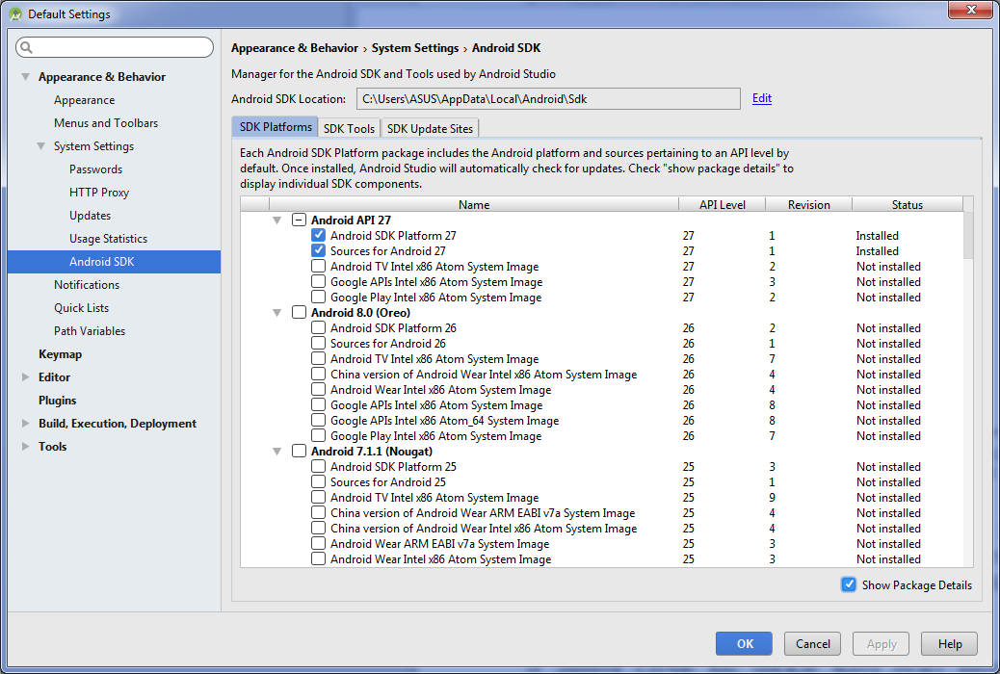 Default Settings
Appearance & Behavior
Appearance
Menus and Toolbars
System Settings
Passwords
HTTP Proxy
Updates
Usage Statistics
Android SDK
Notifications
Quick Lists
Path Variables
Keymap
Editor
Plugins
Build, Execution, Deployment
Tools
Appearance & Behavior › System Settings › Android SDK
Manager for the Android SDK and Tools used by Android Studio
Android SDK Location: C:\Users\ASUS\AppData\Local\Android\Sdk Edit
SDK Platforms SDK Tools SDK Update Sites
Each Android SDK Platform package includes the Android platform and sources pertaining to an API level by
default. Once installed, Android Studio will automatically check for updates. Check "show package details" to
display individual SDK components.
Name API Level Revision Status
Android API 27
Android SDK Platform 27 27 1 Installed
Sources for Android 27 27 1 Installed
Android TV Intel x86 Atom System Image 27 2 Not installed
Google APIs Intel x86 Atom System Image 27 3 Not installed
Google Play Intel x86 Atom System Image 27 2 Not installed
Android 8.0 (Oreo)
Android SDK Platform 26 26 2 Not installed
Sources for Android 26 26 1 Not installed
Android TV Intel x86 Atom System Image 26 7 Not installed
China version of Android Wear Intel x86 Atom System Image 26 4 Not installed
Android Wear Intel x86 Atom System Image 26 4 Not installed
Google APIs Intel x86 Atom System Image 26 8 Not installed
Google APIs Intel x86 Atom_64 System Image 26 8 Not installed
Google Play Intel x86 Atom System Image 26 7 Not installed
Android 7.1.1 (Nougat)
Android SDK Platform 25 25 3 Not installed
Sources for Android 25 25 1 Not installed
Android TV Intel x86 Atom System Image 25 9 Not installed
China version of Android Wear ARM EABI v7a System Image 25 4 Not installed
China version of Android Wear Intel x86 Atom System Image 25 4 Not installed
Android Wear ARM EABI v7a System Image 25 3 Not installed
Android Wear Intel x86 Atom System Image 25 3 Not installed
Show Package Details
OK Cancel Apply Help